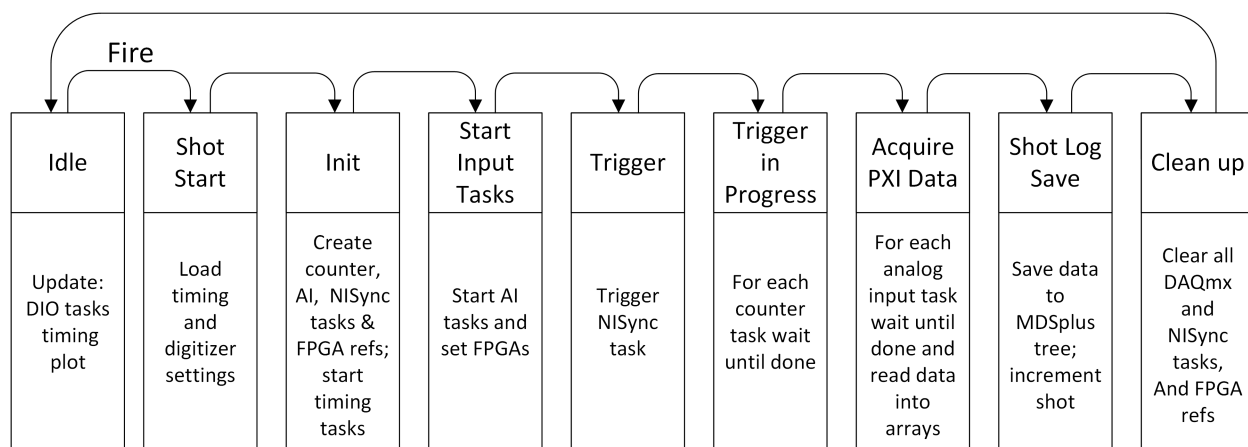 Fire
Idle
Update:
DIO tasks
timing
plot
Shot
Start
Load
timing
and
digitizer
settings
Init
Create
counter,
AI, NISync
tasks &
FPGA refs;
start
timing
tasks
Start
Input
Tasks
Start AI
tasks and
set FPGAs
Trigger
Trigger
NISync
task
Trigger
in
Progress
For each
counter
task wait
until done
Acquire
PXI Data
For each
analog
input task
wait until
done and
read data
into
arrays
Shot Log
Save
Save data
to
MDSplus
tree;
increment
shot
Clean up
Clear all
DAQmx
and
NISync
tasks,
And FPGA
refs